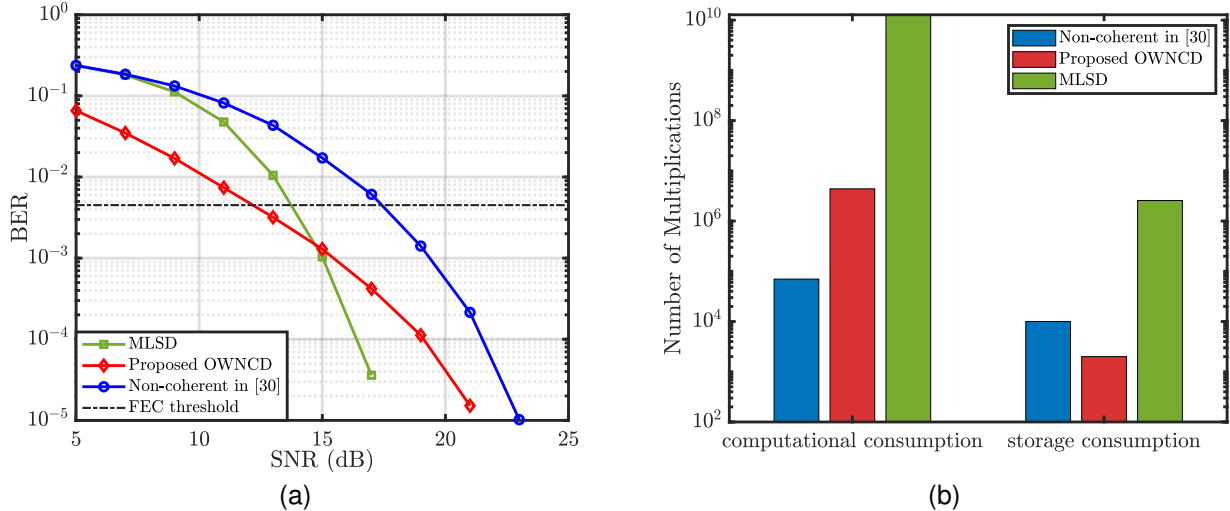 10^0
10^-1
10^-2
10^-3
10^-4
10^-5
BER
MLSD
Proposed OWNCD
Non-coherent in [30]
FEC threshold
5
10
15
20
25
SNR (dB)
(a)
10^10
10^8
10^6
10^4
10^2
Number of Multiplications
Non-coherent in [30]
Proposed OWNCD
MLSD
computational consumption
storage consumption
(b)